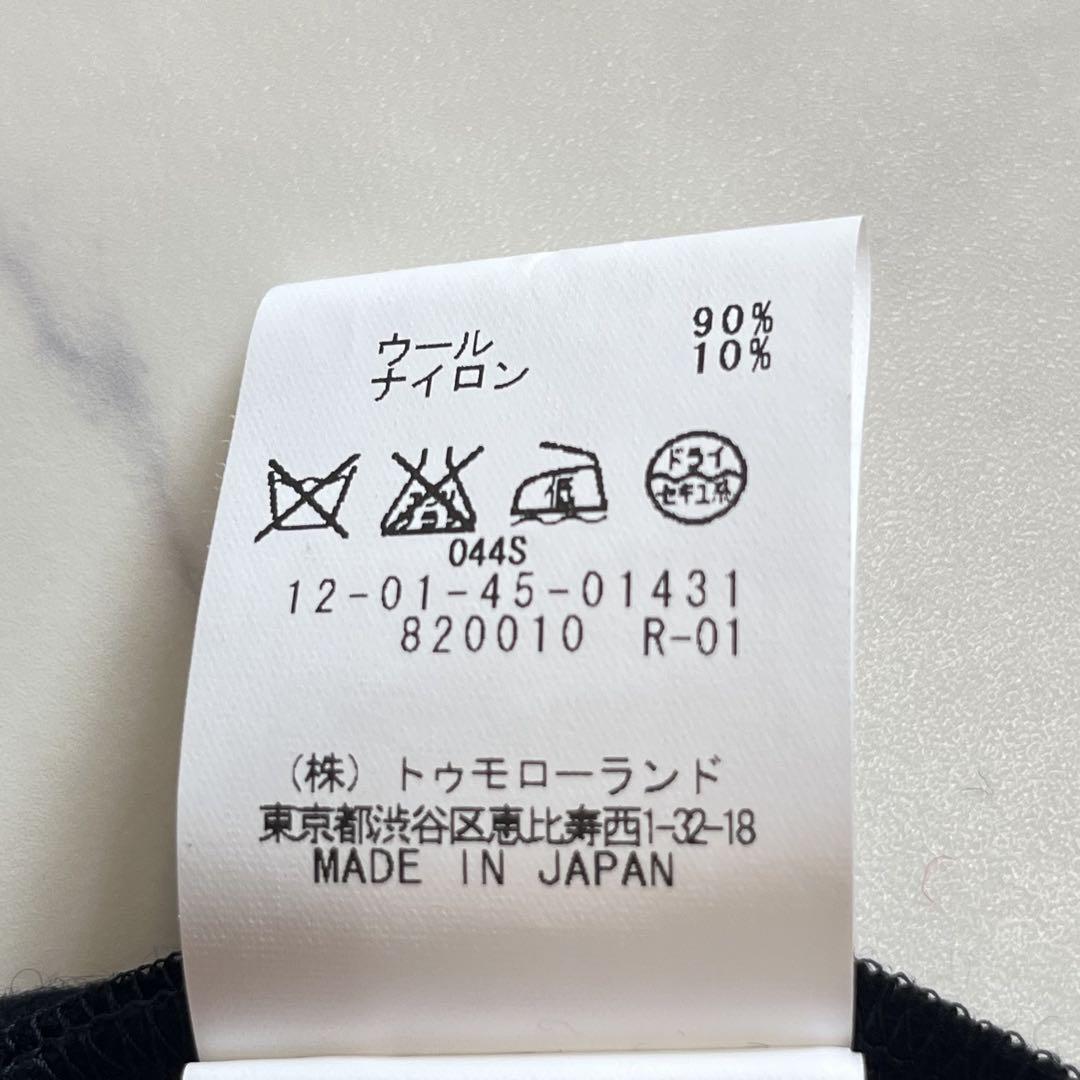 ウール 90%
ナイロン 10%
低 ドライ
セキユ系
044S
12-01-45-01431
820010 R-01
(株)トゥモローランド
東京都渋谷区恵比寿西1-32-18
MADE IN JAPAN